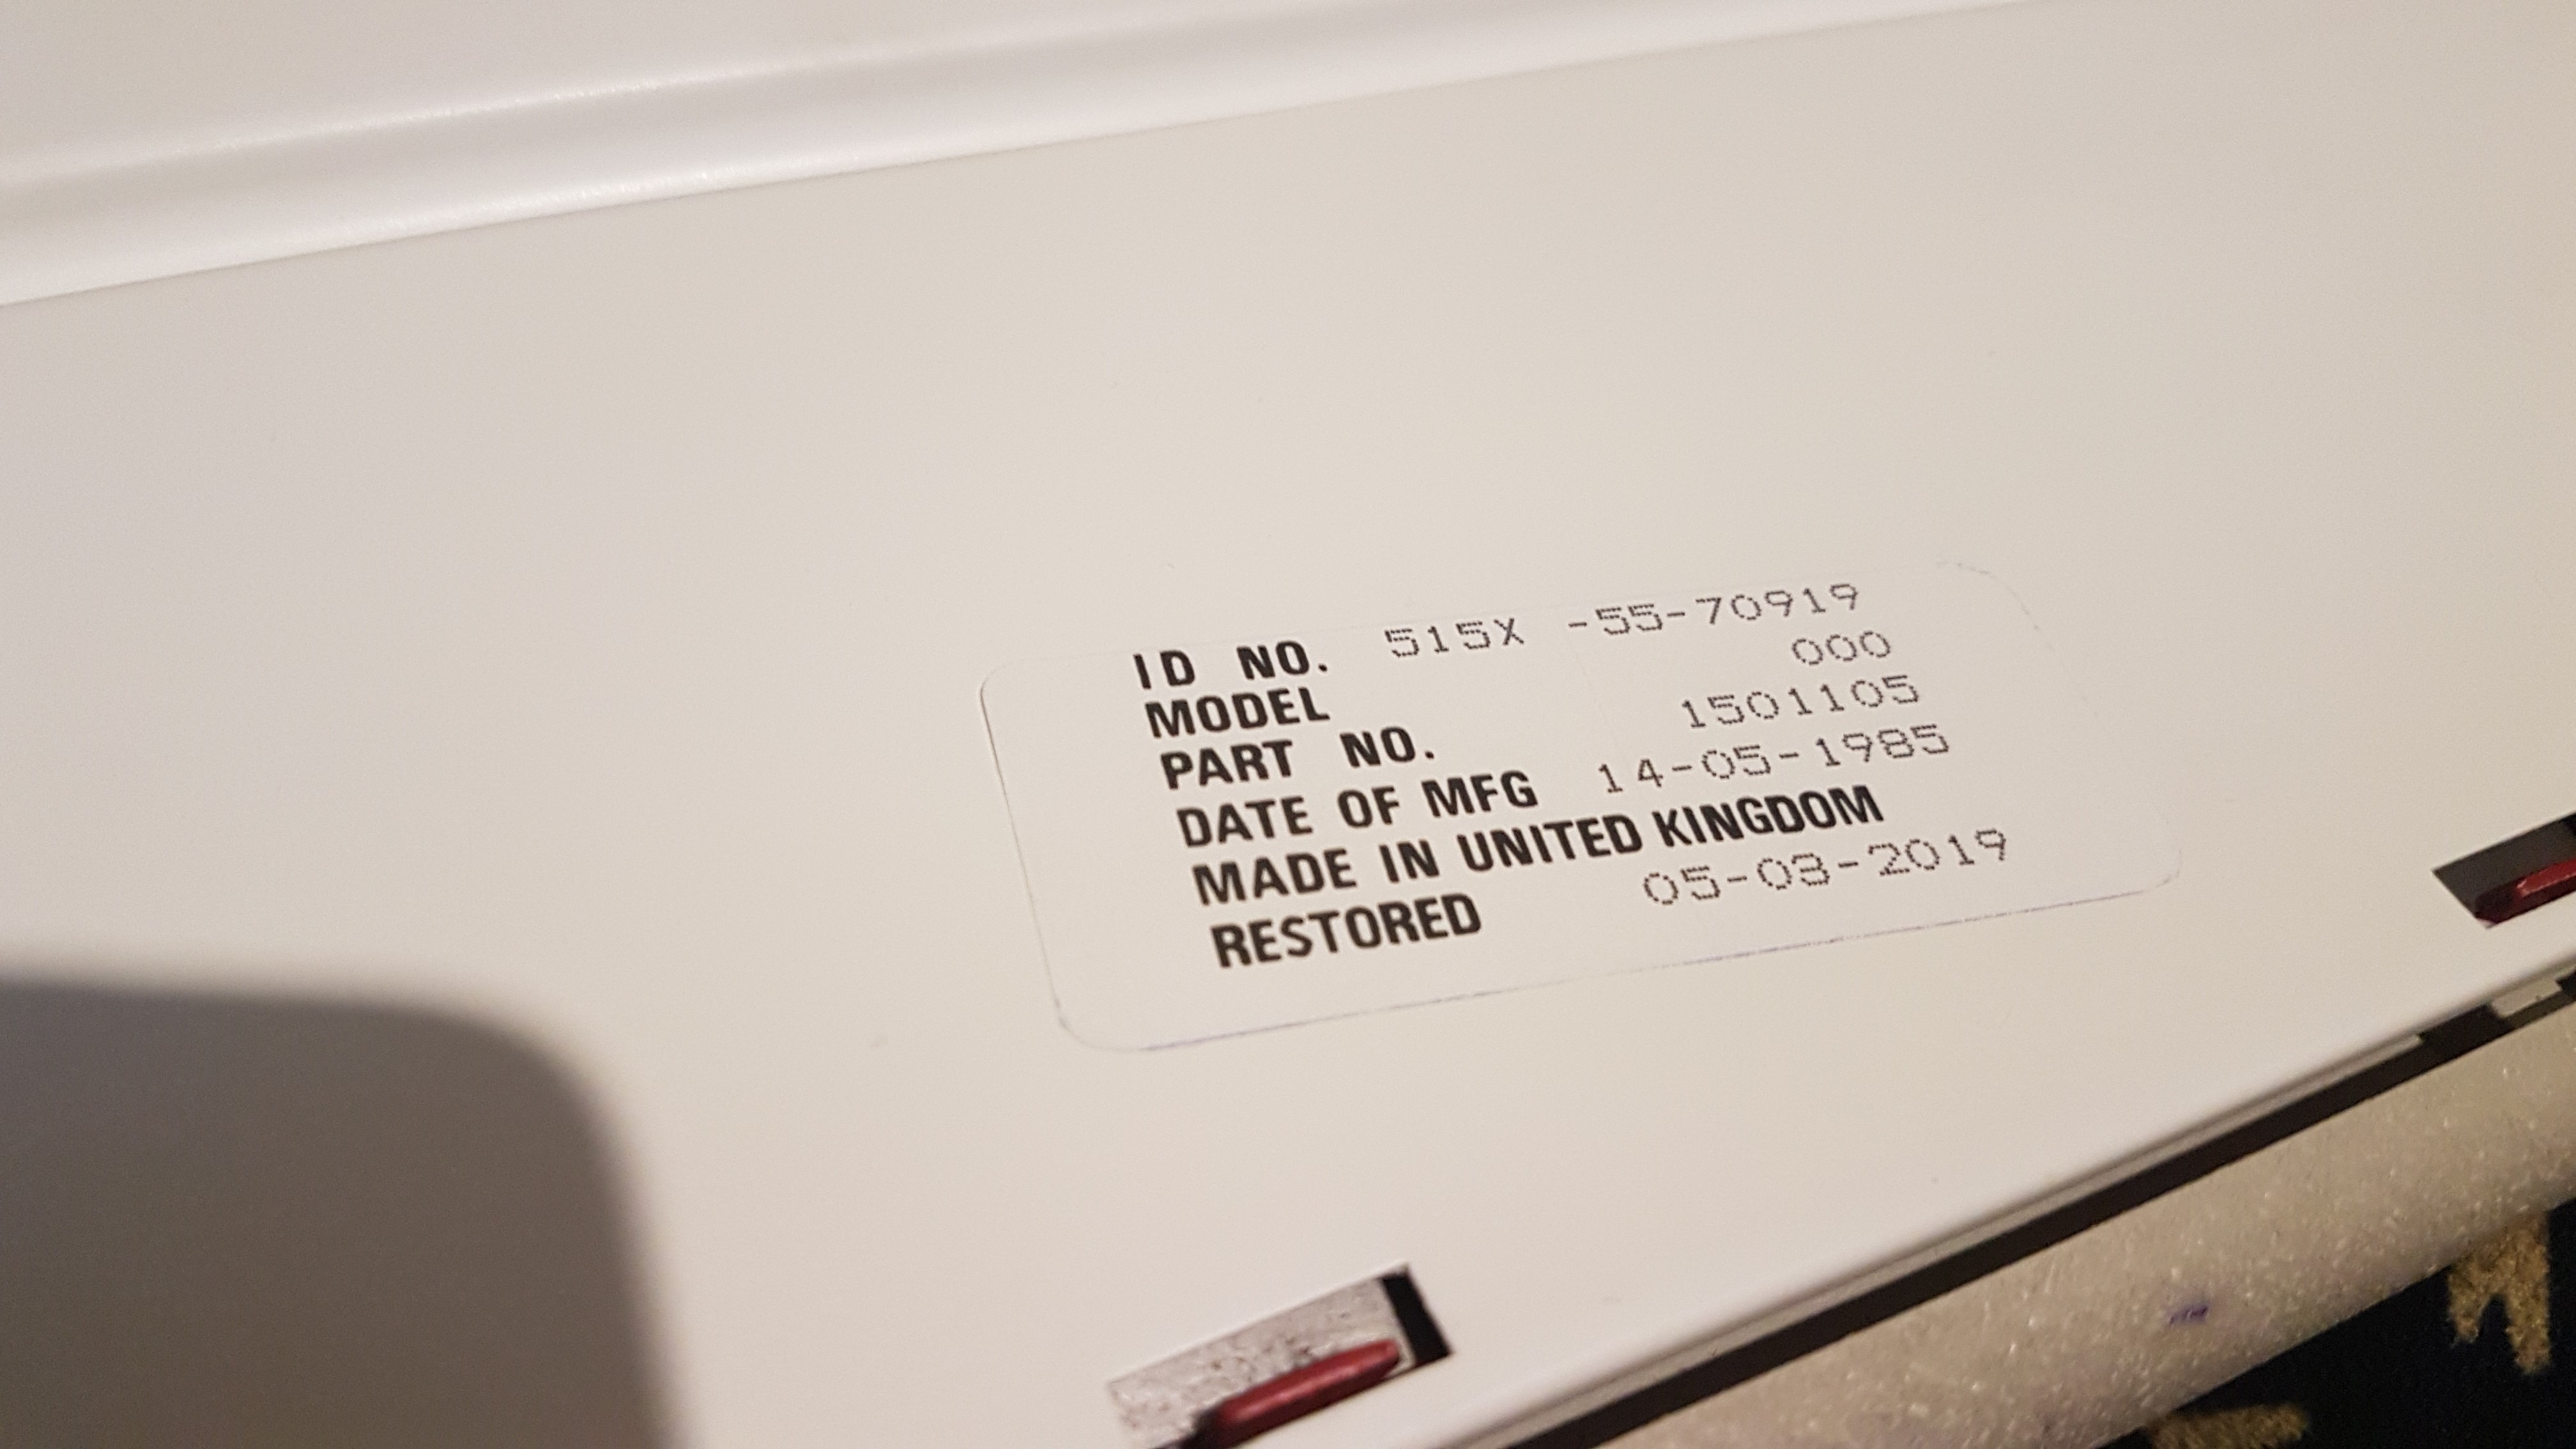 ID NO. 515X -55-70919
MODEL 000
PART NO. 1501105
DATE OF MFG 14-05-1985
MADE IN UNITED KINGDOM
RESTORED 05-03-2019